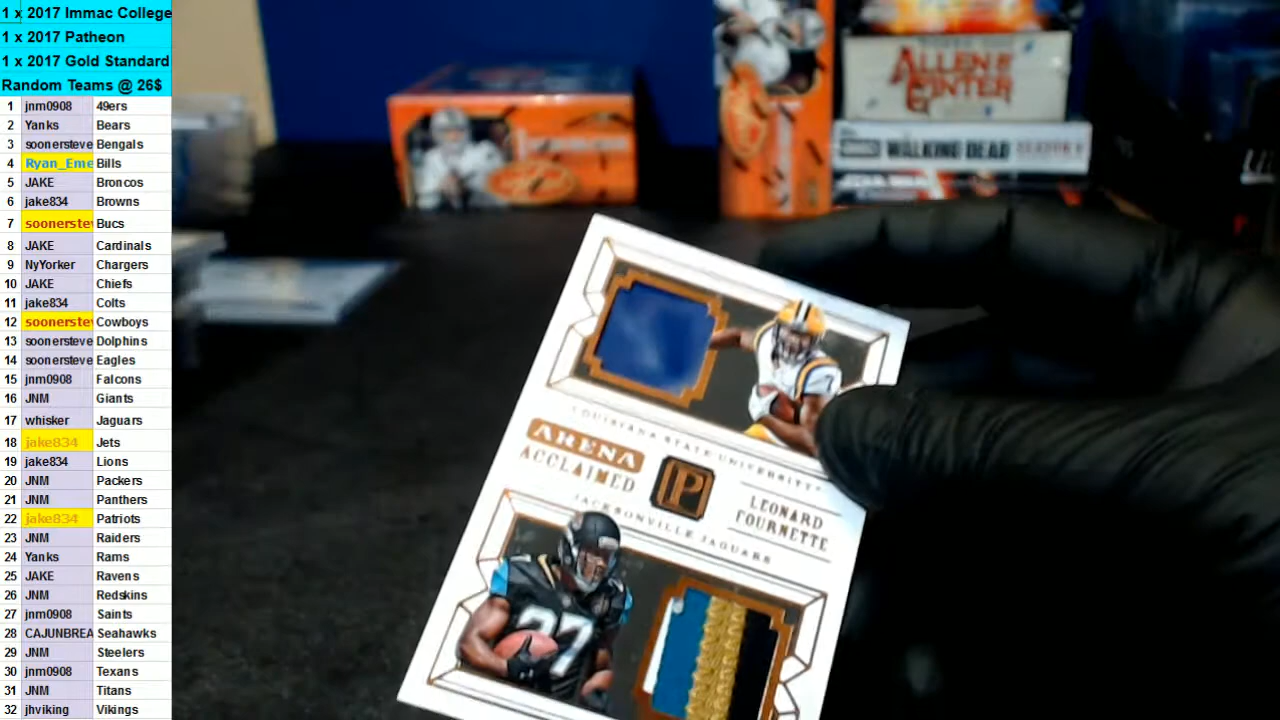 1 x 2017 Immac College
1 x 2017 Patheon
1 x 2017 Gold Standard
Random Teams @ 26$
1 jnm0908 49ers
2 Yanks Bears
3 soonersteve Bengals
4 Ryan_Eme Bills
5 JAKE Broncos
6 jake834 Browns
7 soonerstev Bucs
8 JAKE Cardinals
9 NyYorker Chargers
10 JAKE Chiefs
11 jake834 Colts
12 soonerstev Cowboys
13 soonersteve Dolphins
14 soonersteve Eagles
15 jnm0908 Falcons
16 JNM Giants
17 whisker Jaguars
18 jake834 Jets
19 jake834 Lions
20 JNM Packers
21 JNM Panthers
22 jake834 Patriots
23 JNM Raiders
24 Yanks Rams
25 JAKE Ravens
26 JNM Redskins
27 jnm0908 Saints
28 CAJUNBREA Seahawks
29 JNM Steelers
30 jnm0908 Texans
31 JNM Titans
32 jhviking Vikings
ALLEN &
GINTER
WALKING DEAD
LOUISIANA STATE UNIVERSITY
ARENA
ACCLAIMED
P
LEONARD
FOURNETTE
JACKSONVILLE JAGUARS
7
27